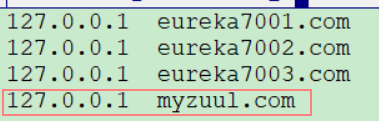 127.0.0.1  eureka7001.com
127.0.0.1  eureka7002.com
127.0.0.1  eureka7003.com
127.0.0.1  myzuul.com